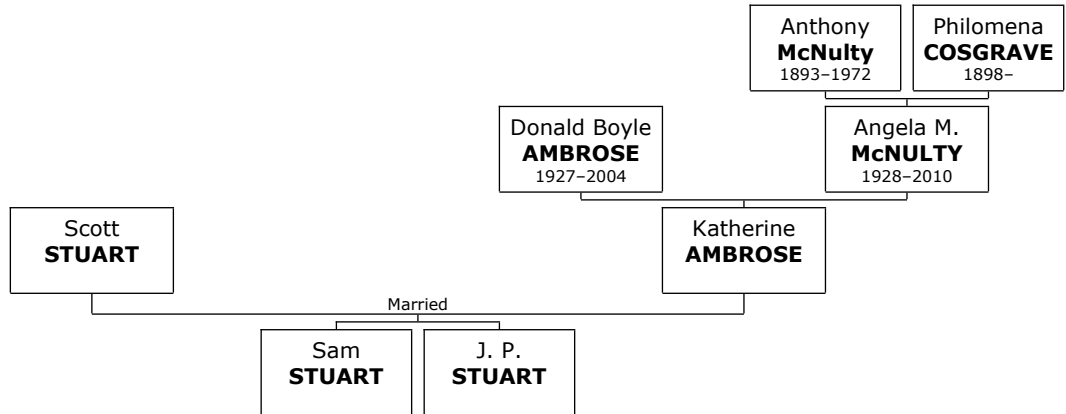 Anthony
McNulty
1893–1972
Philomena
COSGRAVE
1898–
Donald Boyle
AMBROSE
1927–2004
Angela M.
McNULTY
1928–2010
Scott
STUART
Katherine
AMBROSE
Married
Sam
STUART
J. P.
STUART